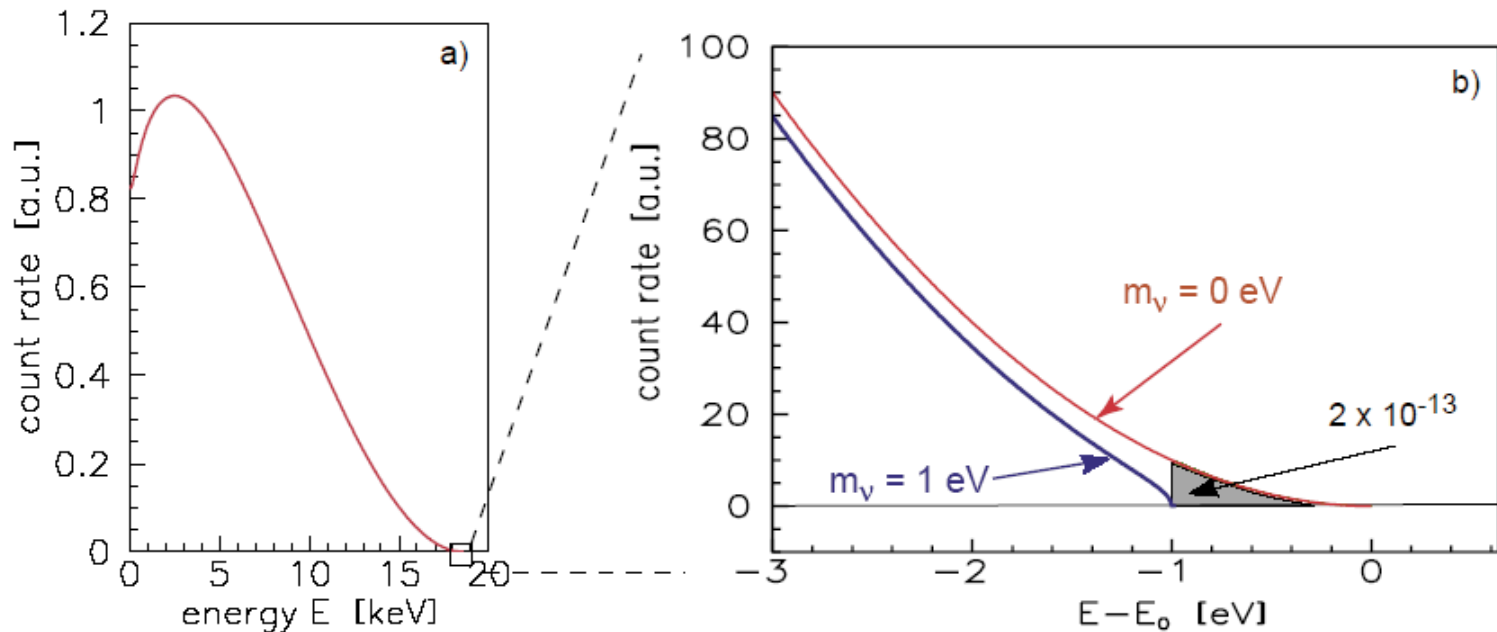 a)
1.2
1
0.8
0.6
0.4
0.2
0
count rate [a.u.]
0 5 10 15 20
energy E [keV]
b)
100
80
60
40
20
0
count rate [a.u.]
m_ν = 0 eV
2 x 10^-13
m_ν = 1 eV
−3 −2 −1 0
E−E₀ [eV]